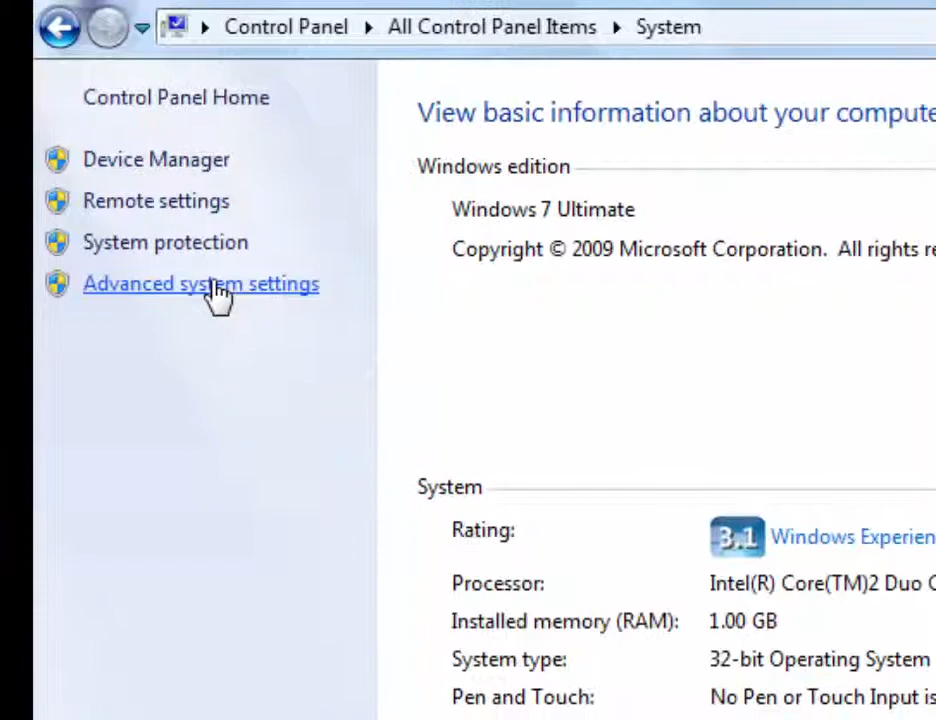 Control Panel ▸ All Control Panel Items ▸ System
Control Panel Home
Device Manager
Remote settings
System protection
Advanced system settings
View basic information about your compute
Windows edition
Windows 7 Ultimate
Copyright © 2009 Microsoft Corporation. All rights re
System
Rating:
3.1 Windows Experien
Processor:
Intel(R) Core(TM)2 Duo C
Installed memory (RAM):
1.00 GB
System type:
32-bit Operating System
Pen and Touch:
No Pen or Touch Input is